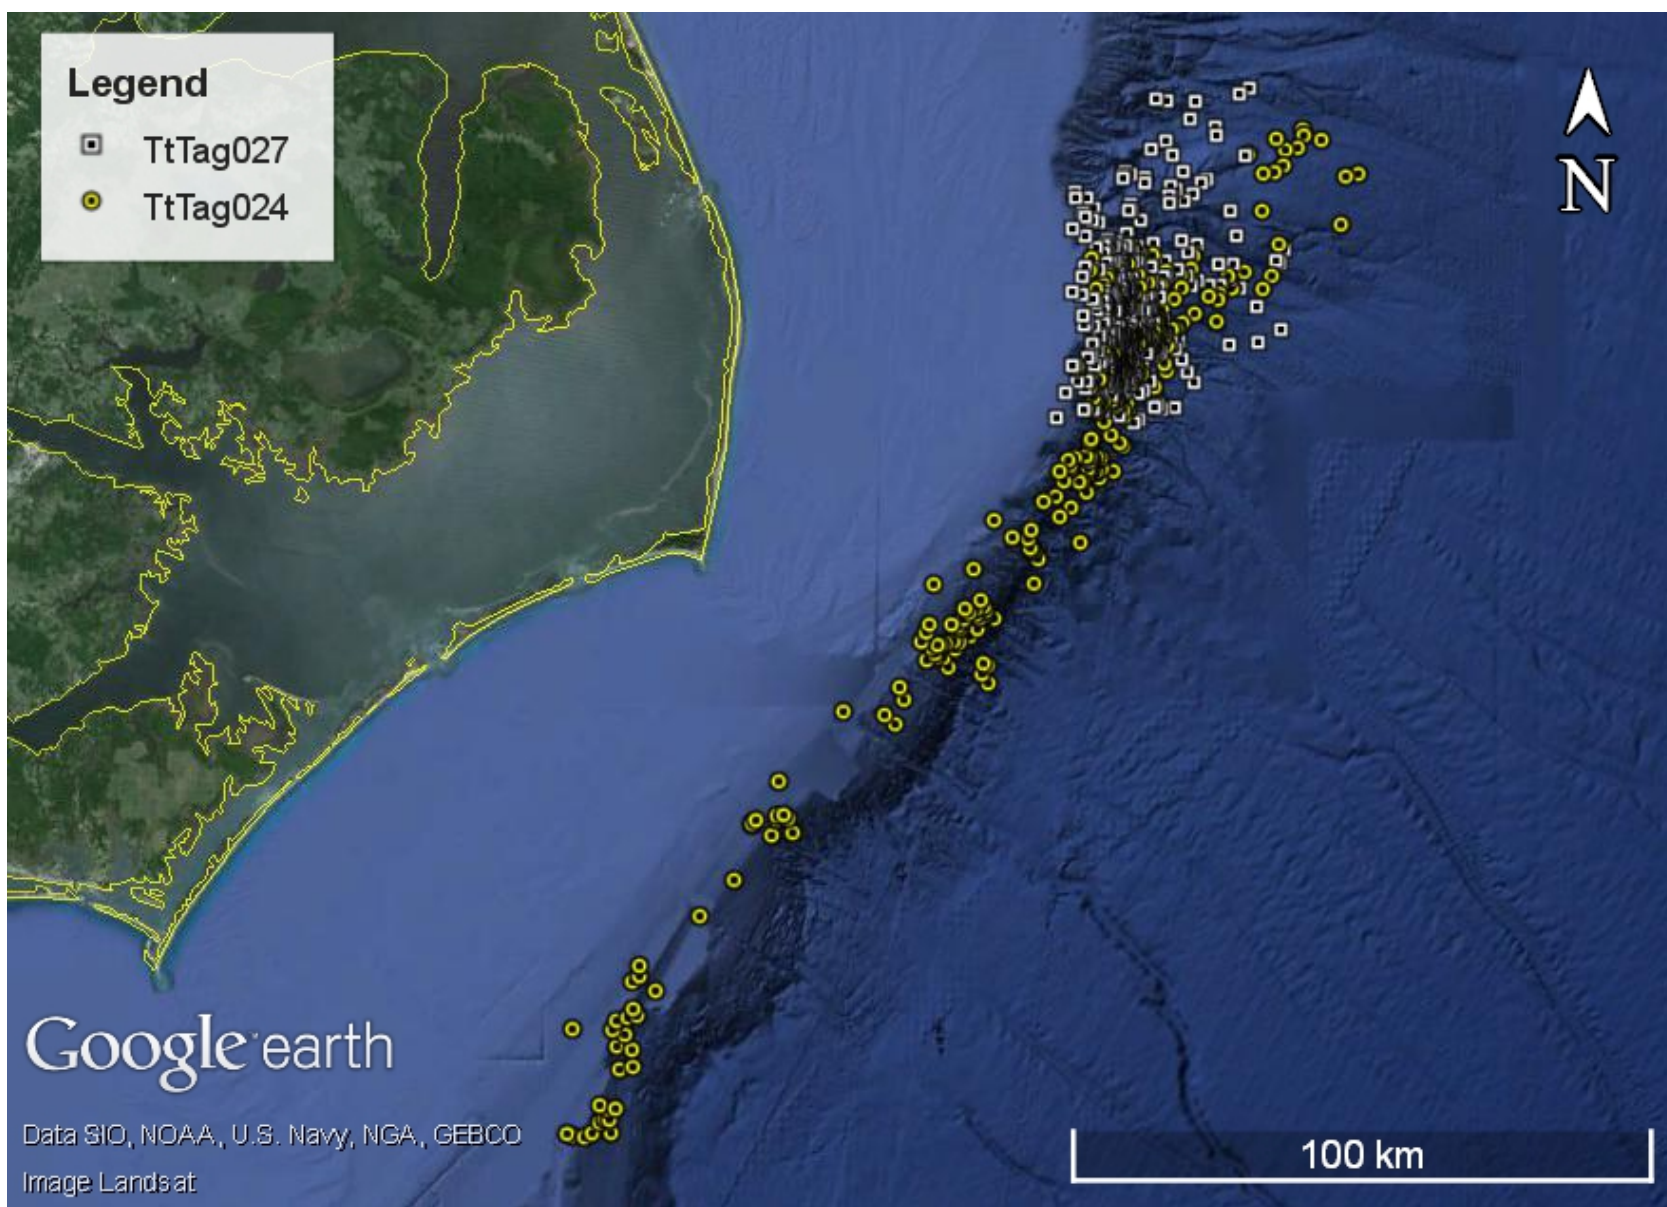 Legend
TtTag027
TtTag024
N
Google earth
Data SIO, NOAA, U.S. Navy, NGA, GEBCO
Image Landsat
100 km